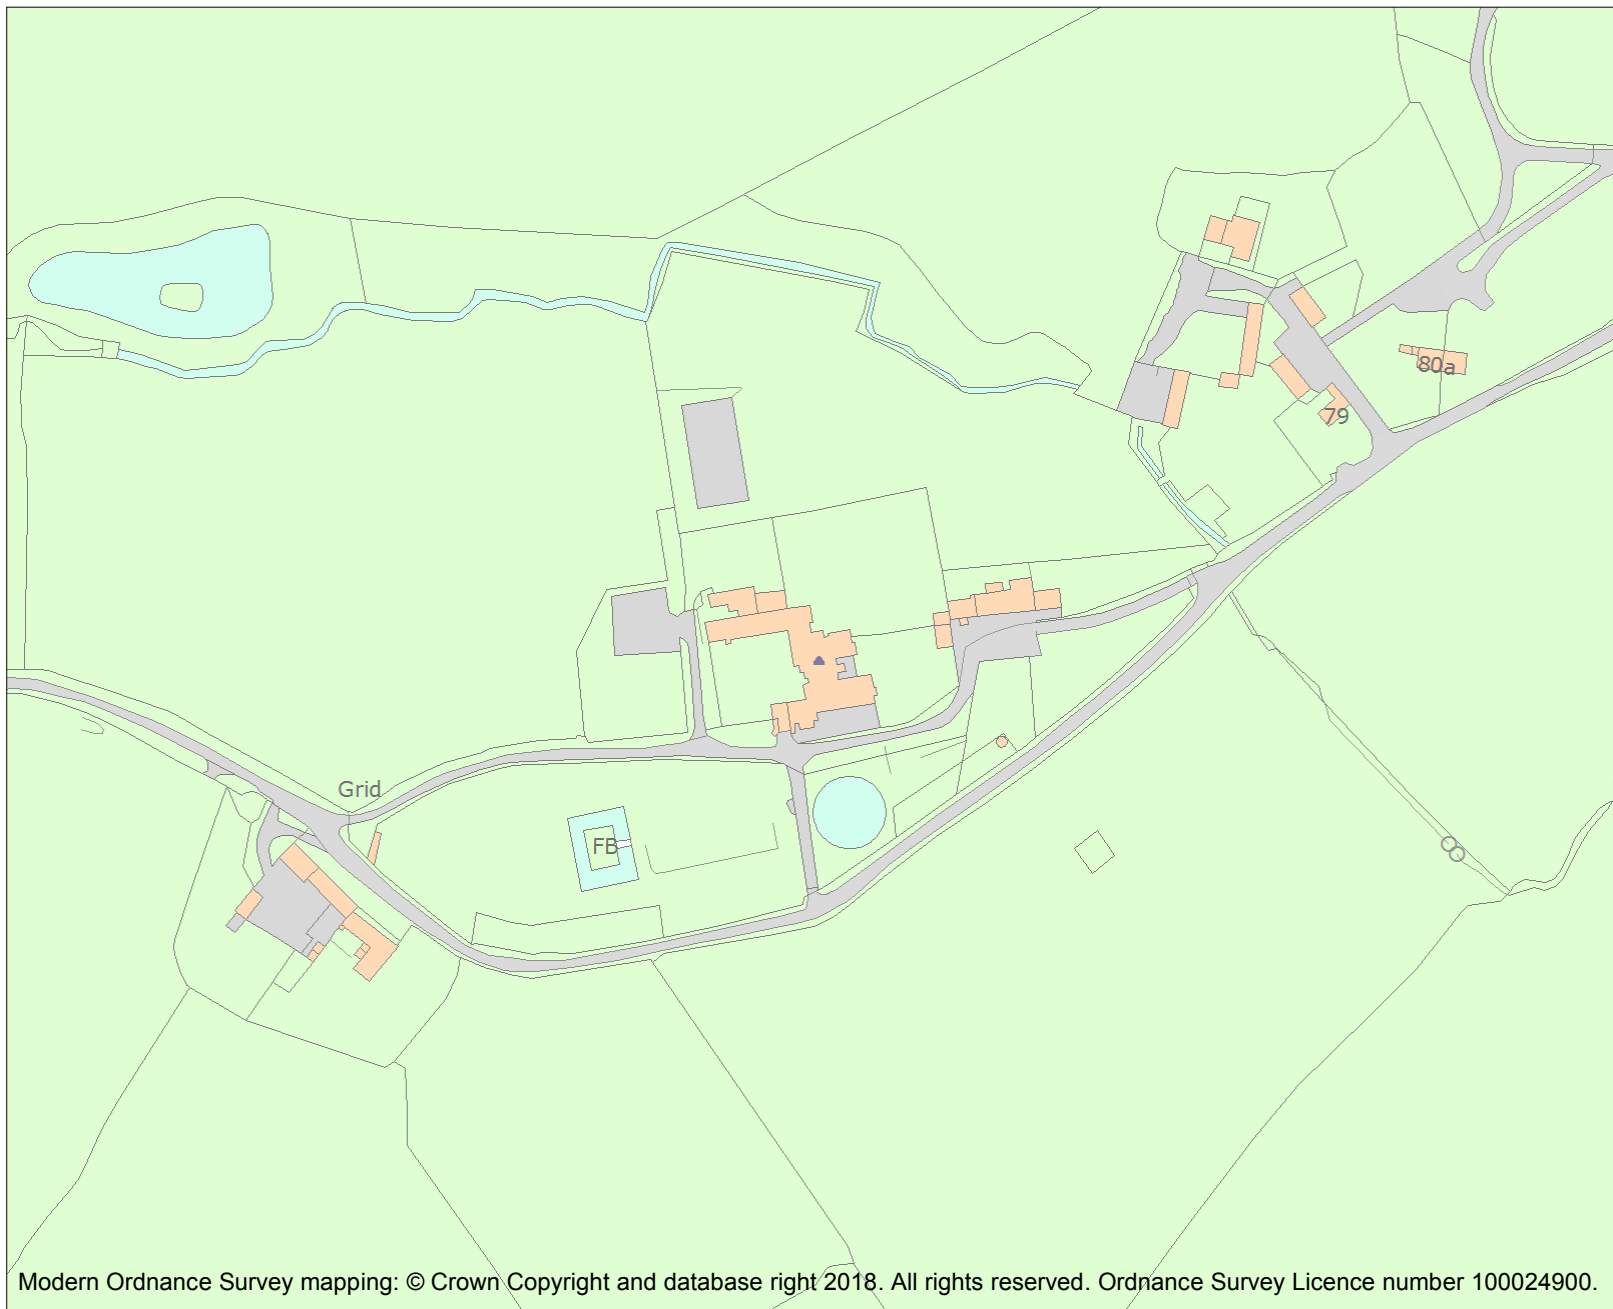 80a
79
Grid
FB
Modern Ordnance Survey mapping: © Crown Copyright and database right 2018. All rights reserved. Ordnance Survey Licence number 100024900.